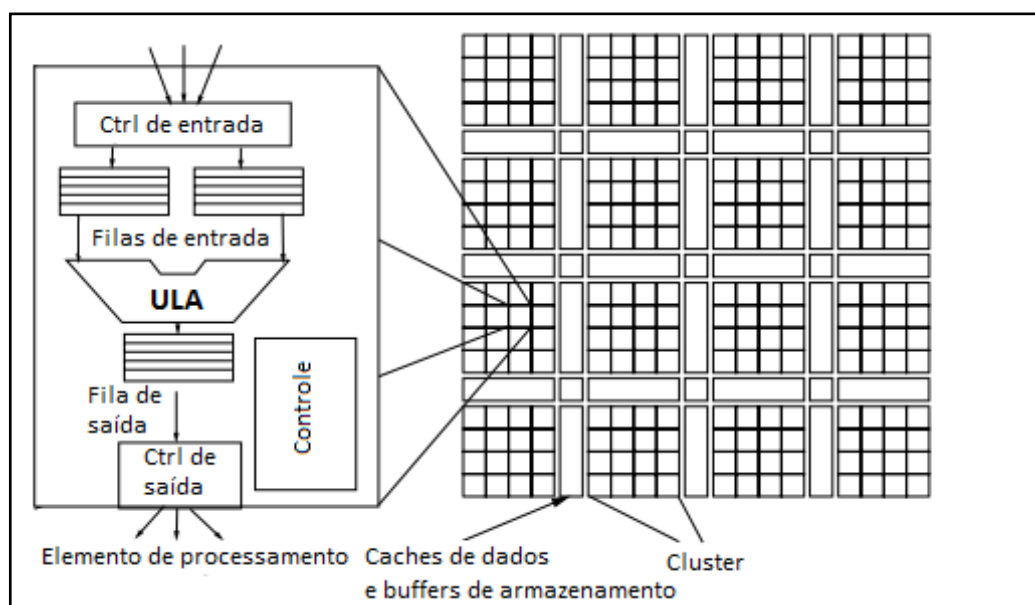 Ctrl de entrada
Filas de entrada
ULA
Fila de
saída
Controle
Ctrl de
saída
Elemento de processamento
Caches de dados
e buffers de armazenamento
Cluster